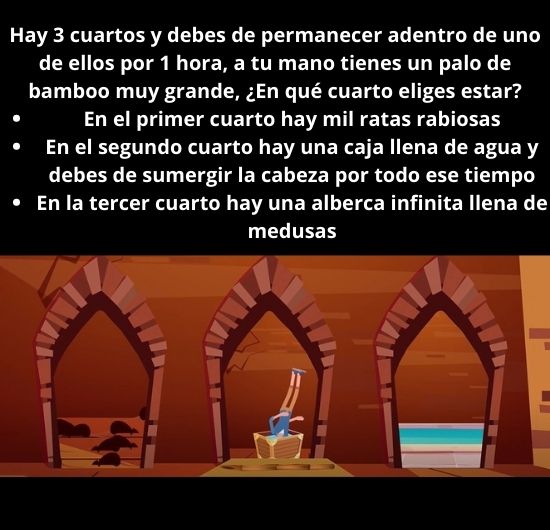 Hay 3 cuartos y debes de permanecer adentro de uno
de ellos por 1 hora, a tu mano tienes un palo de
bamboo muy grande, ¿En qué cuarto eliges estar?
• En el primer cuarto hay mil ratas rabiosas
• En el segundo cuarto hay una caja llena de agua y
debes de sumergir la cabeza por todo ese tiempo
• En la tercer cuarto hay una alberca infinita llena de
medusas